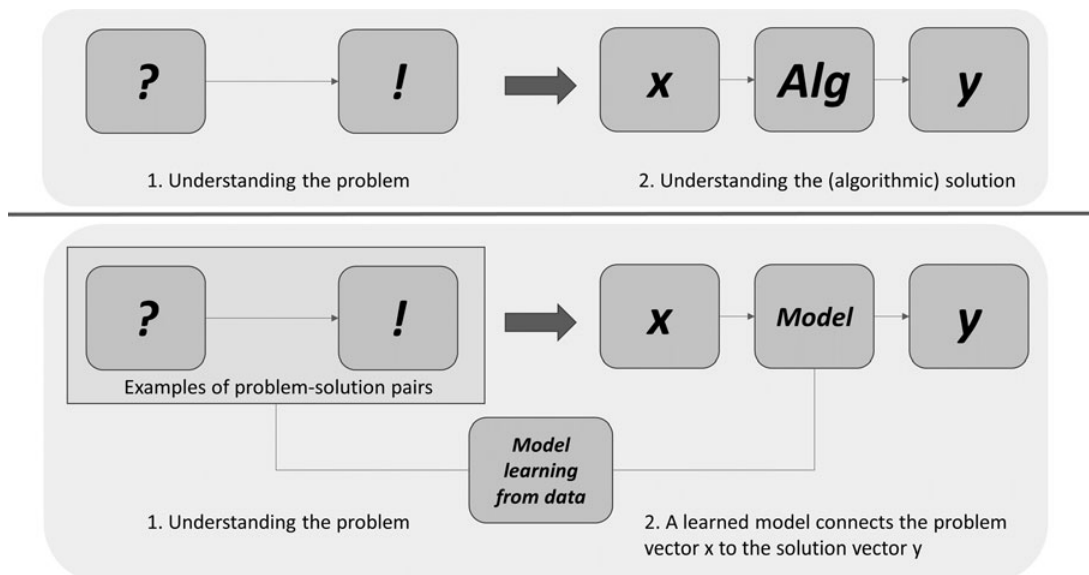 ?
!
x
Alg
y
1. Understanding the problem
2. Understanding the (algorithmic) solution
?
!
x
Model
y
Examples of problem-solution pairs
Model
learning
from data
1. Understanding the problem
2. A learned model connects the problem
vector x to the solution vector y